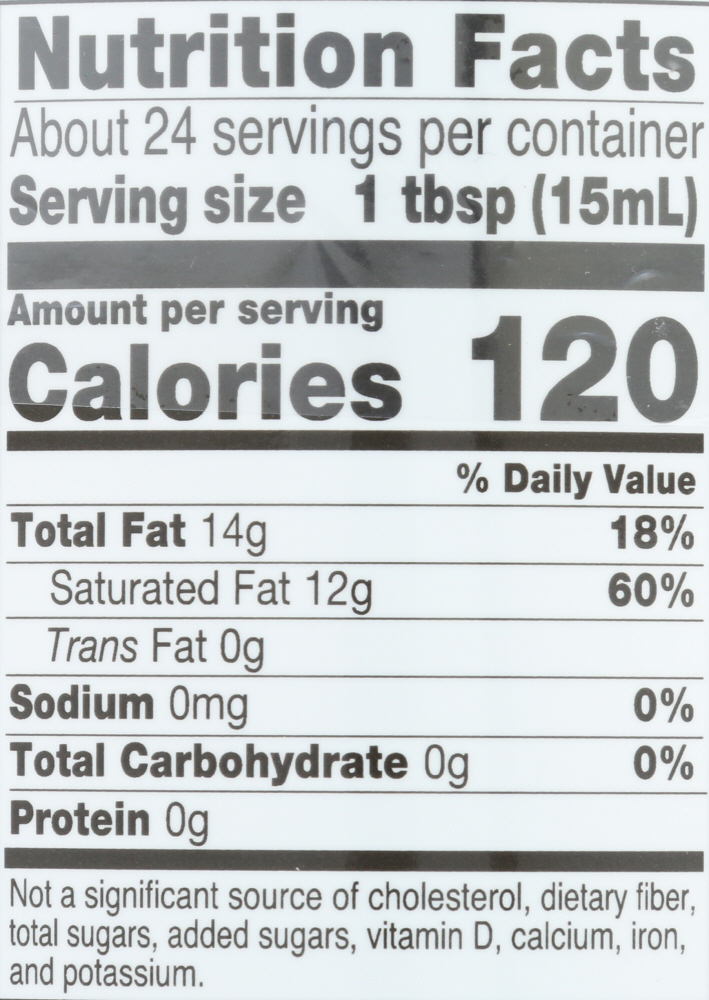 Nutrition Facts
About 24 servings per container
Serving size 1 tbsp (15mL)
Amount per serving
Calories 120
% Daily Value
Total Fat 14g 18%
Saturated Fat 12g 60%
Trans Fat 0g
Sodium 0mg 0%
Total Carbohydrate 0g 0%
Protein 0g
Not a significant source of cholesterol, dietary fiber,
total sugars, added sugars, vitamin D, calcium, iron,
and potassium.